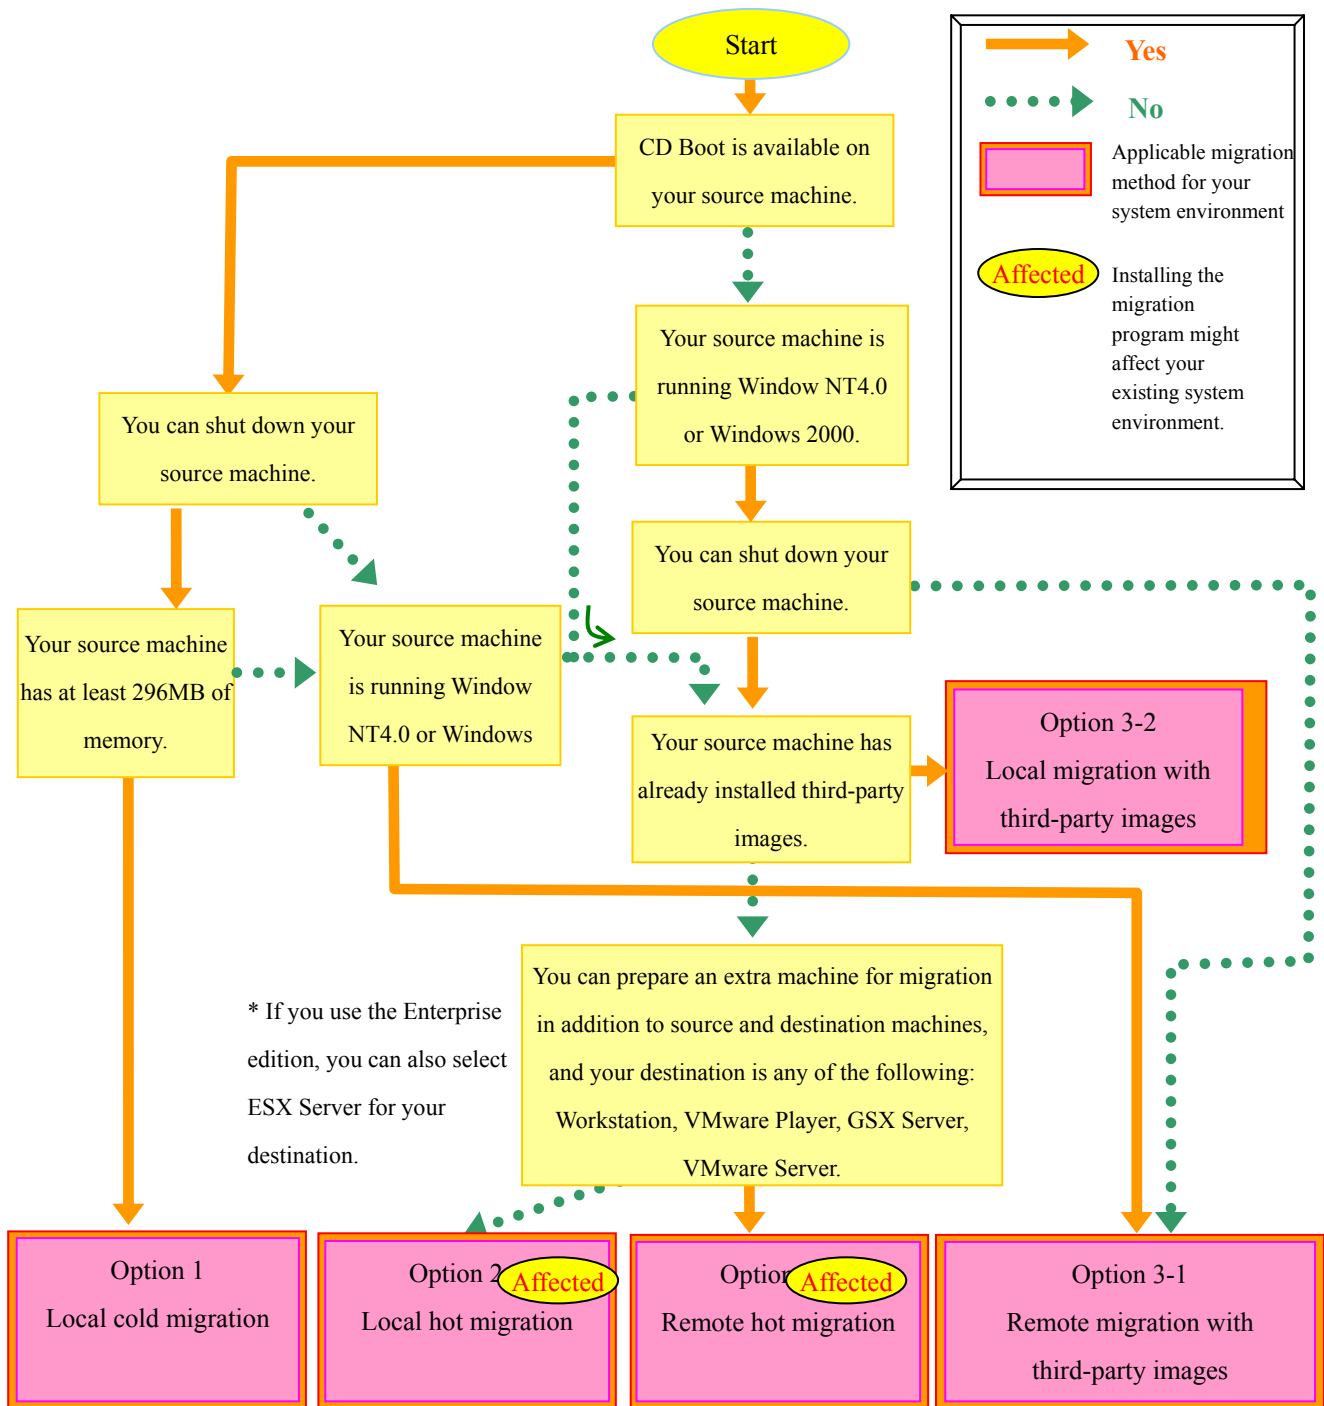 Start
Yes
No
Applicable migration
method for your
system environment
Affected
Installing the
migration
program might
affect your
existing system
environment.
CD Boot is available on
your source machine.
Your source machine is
running Window NT4.0
or Windows 2000.
You can shut down your
source machine.
You can shut down your
source machine.
Your source machine
has at least 296MB of
memory.
Your source machine
is running Window
NT4.0 or Windows
Your source machine has
already installed third-party
images.
Option 3-2
Local migration with
third-party images
You can prepare an extra machine for migration
in addition to source and destination machines,
and your destination is any of the following:
Workstation, VMware Player, GSX Server,
VMware Server.
* If you use the Enterprise
edition, you can also select
ESX Server for your
destination.
Option 1
Local cold migration
Option 2
Affected
Local hot migration
Affected
Remote hot migration
Option 3-1
Remote migration with
third-party images